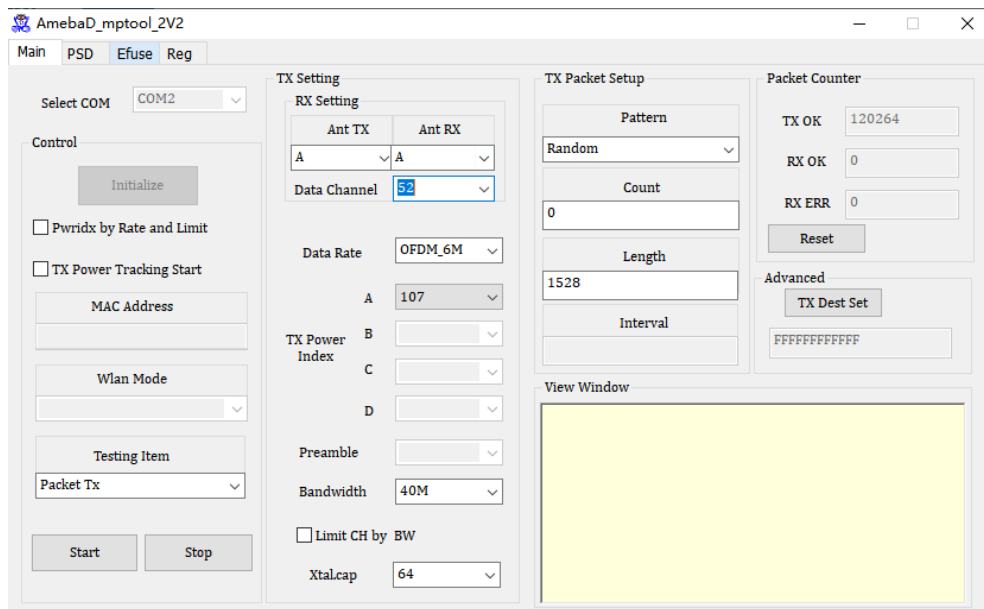 AmebaD_mptool_2V2
Main PSD Efuse Reg
Select COM COM2
Control
Initialize
Pwridx by Rate and Limit
TX Power Tracking Start
MAC Address
Wlan Mode
Testing Item
Packet Tx
Start Stop
TX Setting
RX Setting
Ant TX Ant RX
A A
Data Channel 52
Data Rate OFDM_6M
A 107
TX Power Index
B
C
D
Preamble
Bandwidth 40M
Limit CH by BW
Xtal.cap 64
TX Packet Setup
Pattern
Random
Count
0
Length
1528
Interval
Packet Counter
TX OK 120264
RX OK 0
RX ERR 0
Reset
Advanced
TX Dest Set
FFFFFFFFFFFF
View Window